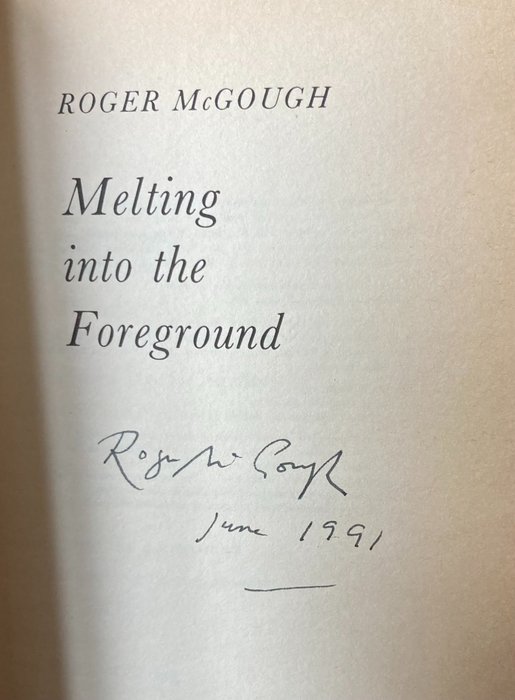 ROGER McGOUGH
Melting
into the
Foreground
Roger McGough
June 1991